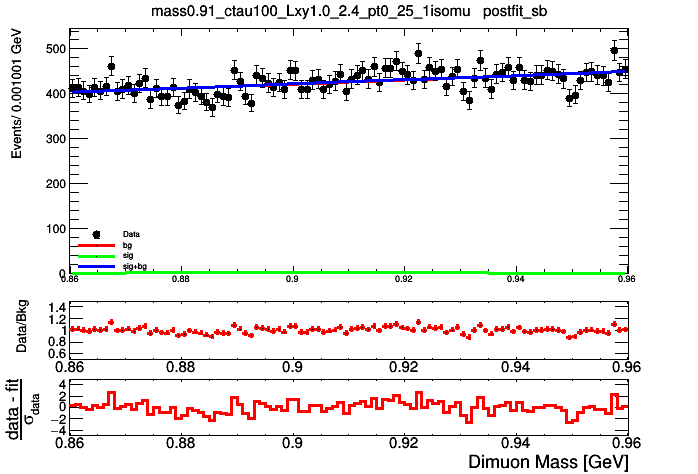 mass0.91_ctau100_Lxy1.0_2.4_pt0_25_1isomu postfit_sb
Events/ 0.001001 GeV
500
400
300
200
100
0
Data
bg
sig
sig+bg
0.86 0.88 0.9 0.92 0.94 0.96
Data/Bkg
1.4
1.2
1
0.8
0.6
0.86 0.88 0.9 0.92 0.94 0.96
data - fit
σdata
4
2
0
−2
−4
0.86 0.88 0.9 0.92 0.94 0.96
Dimuon Mass [GeV]